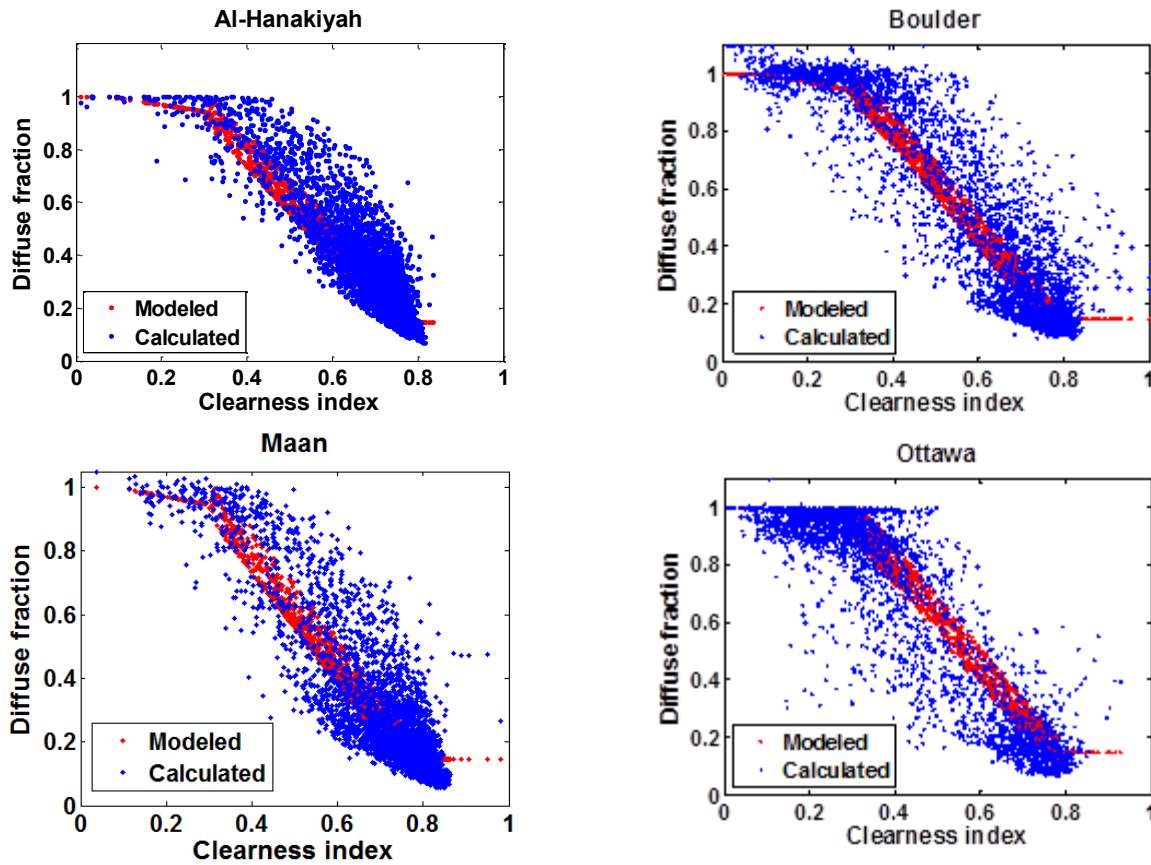 Al-Hanakiyah
1
0.8
0.6
0.4
0.2
0
Diffuse fraction
Modeled
Calculated
0 0.2 0.4 0.6 0.8 1
Clearness index
Boulder
1
0.8
0.6
0.4
0.2
0
Diffuse fraction
Modeled
Calculated
0 0.2 0.4 0.6 0.8 1
Clearness index
Maan
1
0.8
0.6
0.4
0.2
0
Diffuse fraction
Modeled
Calculated
0 0.2 0.4 0.6 0.8 1
Clearness index
Ottawa
1
0.8
0.6
0.4
0.2
0
Diffuse fraction
Modeled
Calculated
0 0.2 0.4 0.6 0.8 1
Clearness index